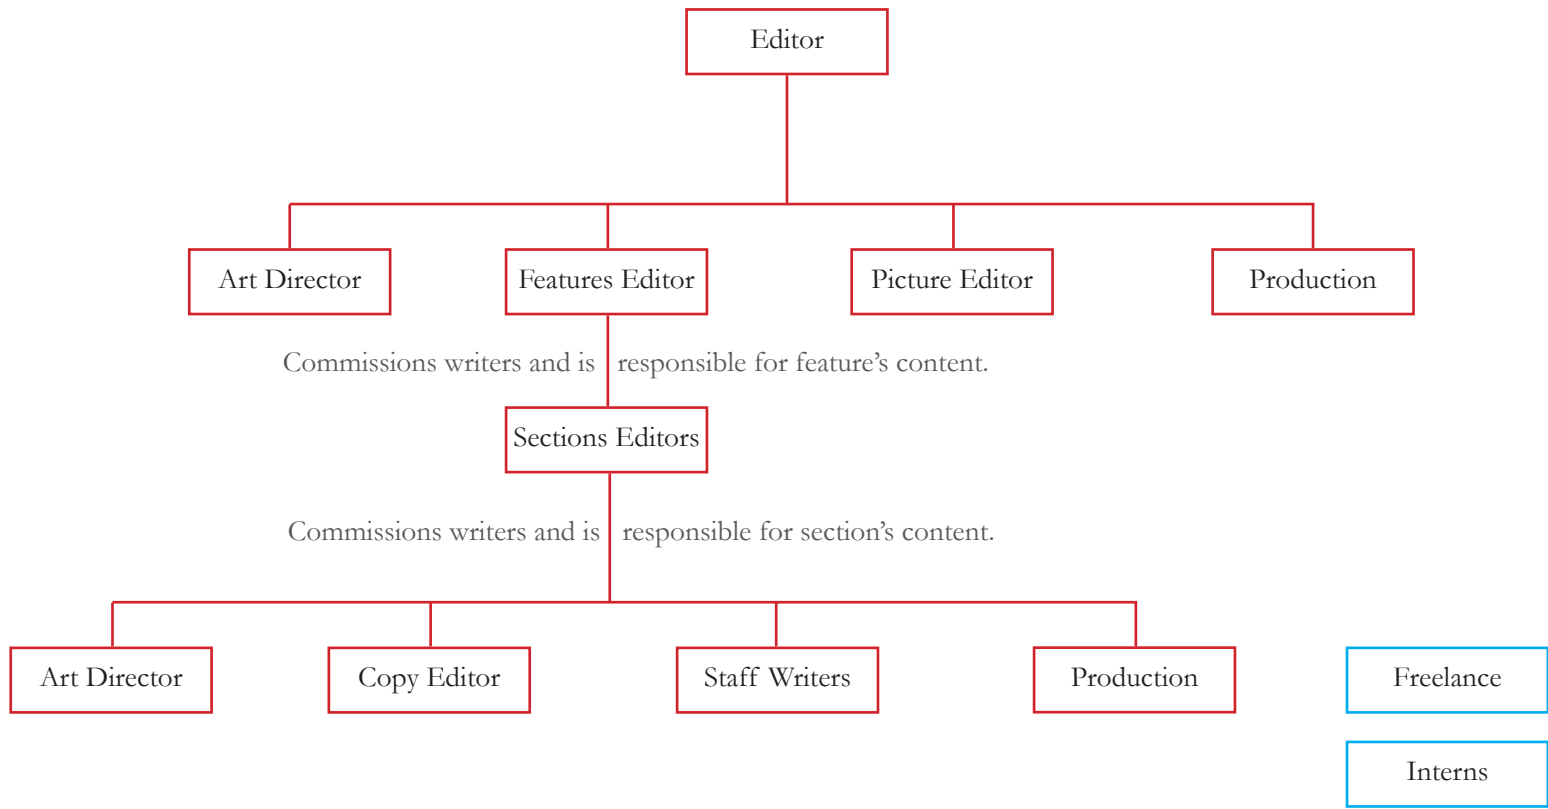 Editor
Art Director
Features Editor
Picture Editor
Production
Commissions writers and is responsible for feature’s content.
Sections Editors
Commissions writers and is responsible for section’s content.
Art Director
Copy Editor
Staff Writers
Production
Freelance
Interns